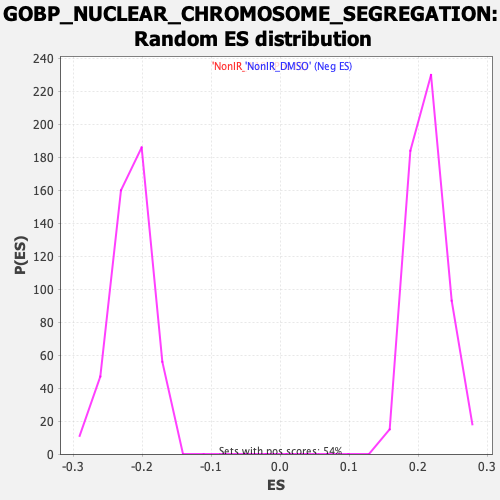 GOBP_NUCLEAR_CHROMOSOME_SEGREGATION:
Random ES distribution
'NonIR_'NonIR_DMSO' (Neg ES)
240
220
200
180
160
140
120
100
80
60
40
20
0
P(ES)
Sets with pos scores: 54%
-0.3 -0.2 -0.1 0.0 0.1 0.2 0.3
ES